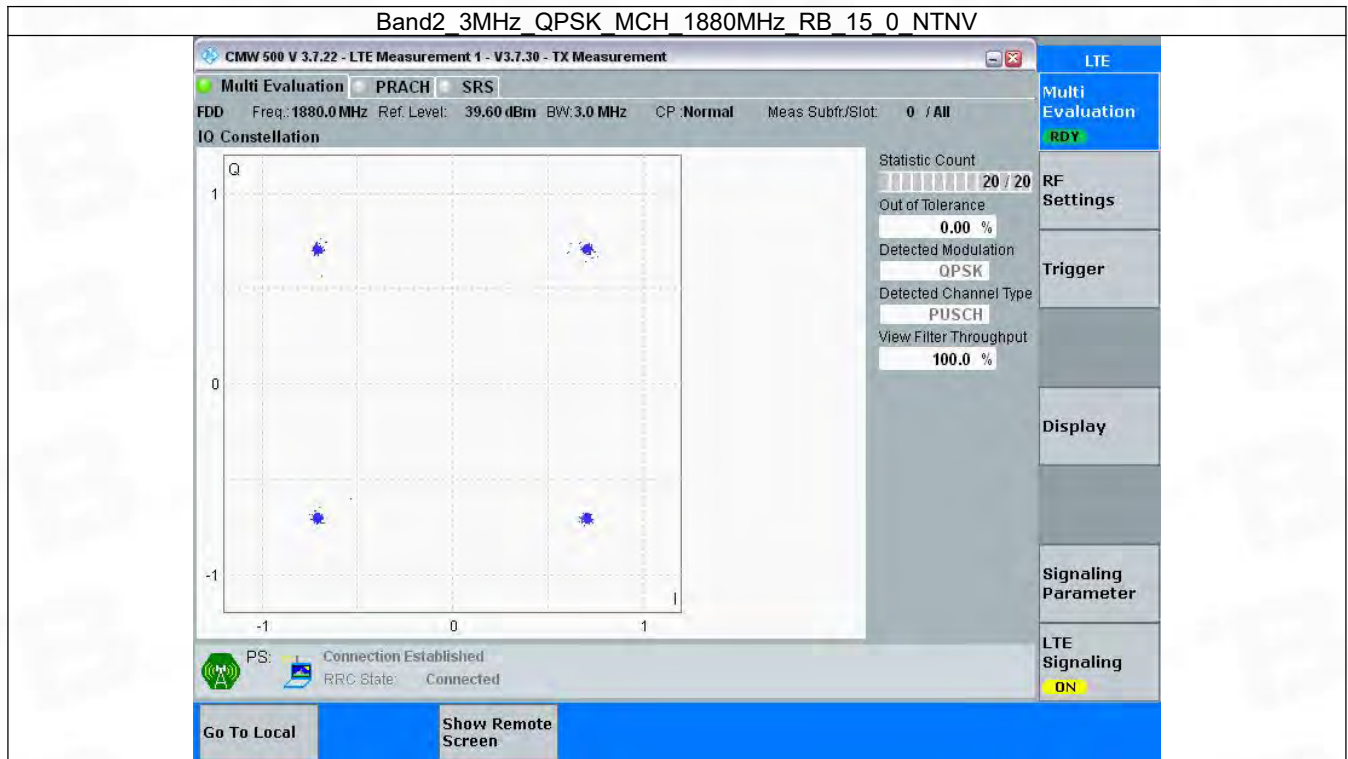 Band2_3MHz_QPSK_MCH_1880MHz_RB_15_0_NTNV
CMW 500 V 3.7.22 - LTE Measurement 1 - V3.7.30 - TX Measurement
LTE
Multi Evaluation PRACH SRS
FDD Freq.: 1880.0 MHz Ref. Level: 39.60 dBm BW: 3.0 MHz CP : Normal Meas Subfr./Slot: 0 / All
IQ Constellation
Q
1
0
-1
I
-1 0 1
Statistic Count
20 / 20
Out of Tolerance
0.00 %
Detected Modulation
QPSK
Detected Channel Type
PUSCH
View Filter Throughput
100.0 %
Multi
Evaluation
RDY
RF
Settings
Trigger
Display
Signaling
Parameter
LTE
Signaling
ON
PS: Connection Established
RRC State: Connected
Go To Local
Show Remote
Screen